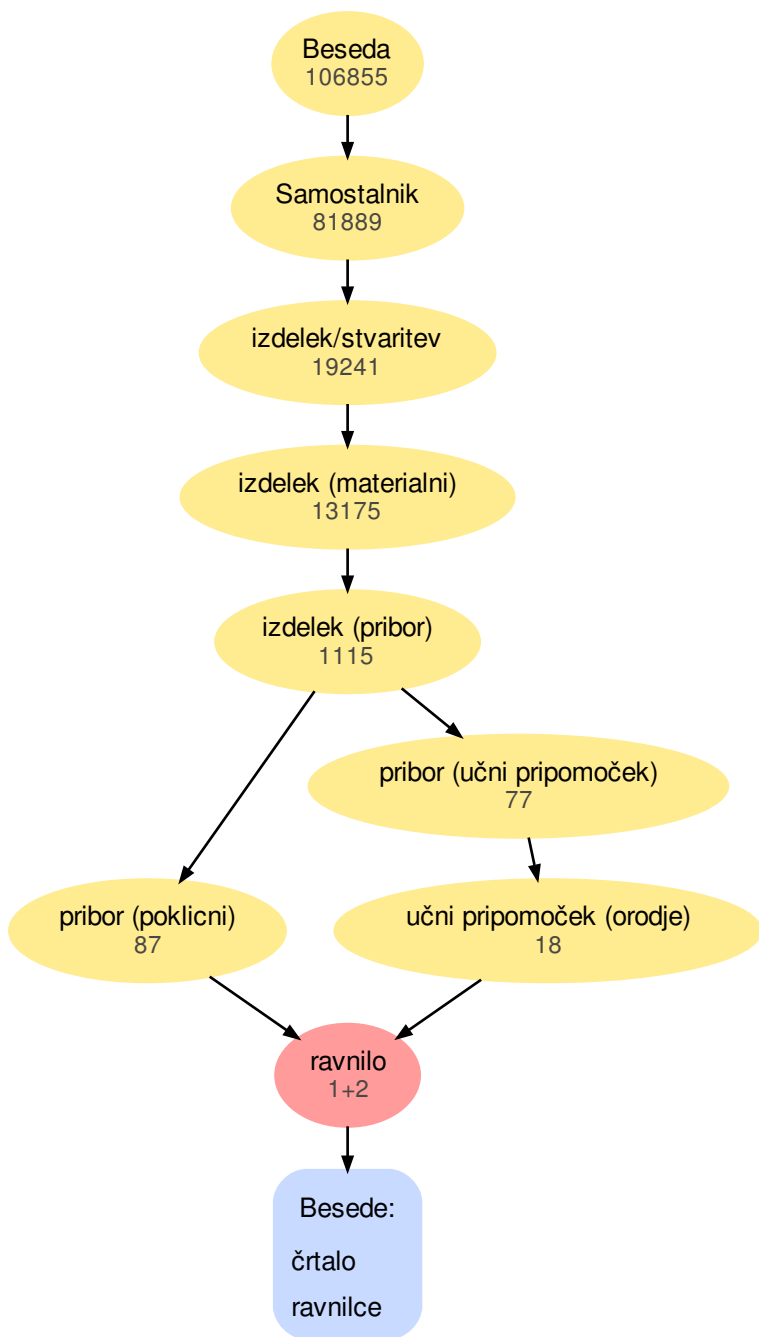 Beseda
106855
Samostalnik
81889
izdelek/stvaritev
19241
izdelek (materialni)
13175
izdelek (pribor)
1115
pribor (učni pripomoček)
77
pribor (poklicni)
87
učni pripomoček (orodje)
18
ravnilo
1+2
Besede:
črtalo
ravnilce